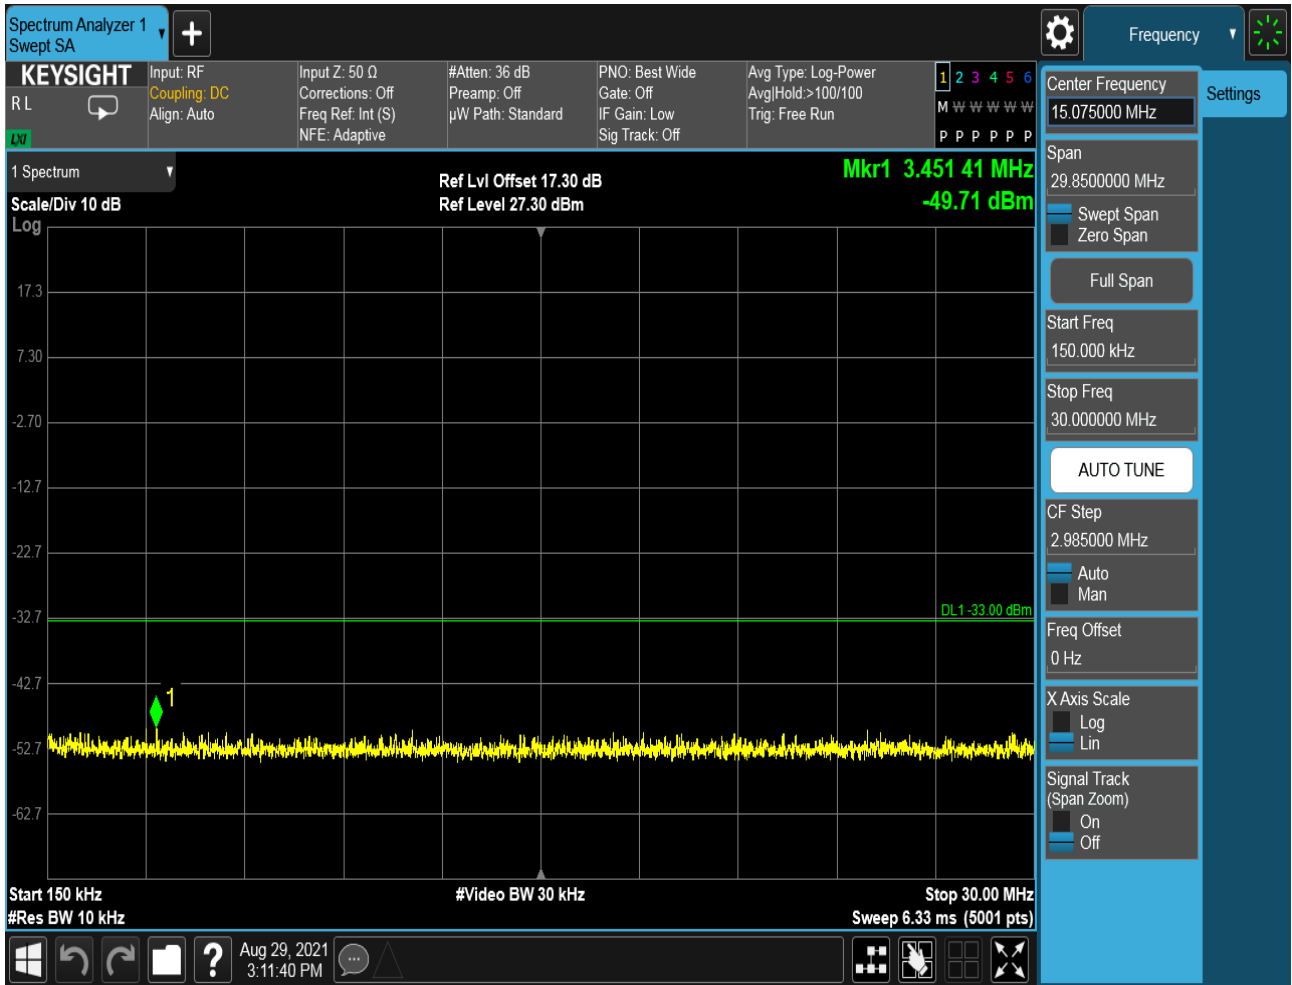 Spectrum Analyzer 1
Swept SA
Frequency
KEYSIGHT
R L
LXI
Input: RF
Coupling: DC
Align: Auto
Input Z: 50 Ω
Corrections: Off
Freq Ref: Int (S)
NFE: Adaptive
#Atten: 36 dB
Preamp: Off
µW Path: Standard
PNO: Best Wide
Gate: Off
IF Gain: Low
Sig Track: Off
Avg Type: Log-Power
Avg|Hold:>100/100
Trig: Free Run
1 2 3 4 5 6
M W W W W W
P P P P P P
Center Frequency
15.075000 MHz
Settings
Span
29.8500000 MHz
Swept Span
Zero Span
Full Span
Start Freq
150.000 kHz
Stop Freq
30.000000 MHz
AUTO TUNE
CF Step
2.985000 MHz
Auto
Man
Freq Offset
0 Hz
X Axis Scale
Log
Lin
Signal Track
(Span Zoom)
On
Off
1 Spectrum
Scale/Div 10 dB
Log
Ref Lvl Offset 17.30 dB
Ref Level 27.30 dBm
Mkr1 3.451 41 MHz
-49.71 dBm
17.3
7.30
-2.70
-12.7
-22.7
-32.7
DL1 -33.00 dBm
-42.7
1
-52.7
-62.7
Start 150 kHz
#Video BW 30 kHz
Stop 30.00 MHz
#Res BW 10 kHz
Sweep 6.33 ms (5001 pts)
?
Aug 29, 2021
3:11:40 PM